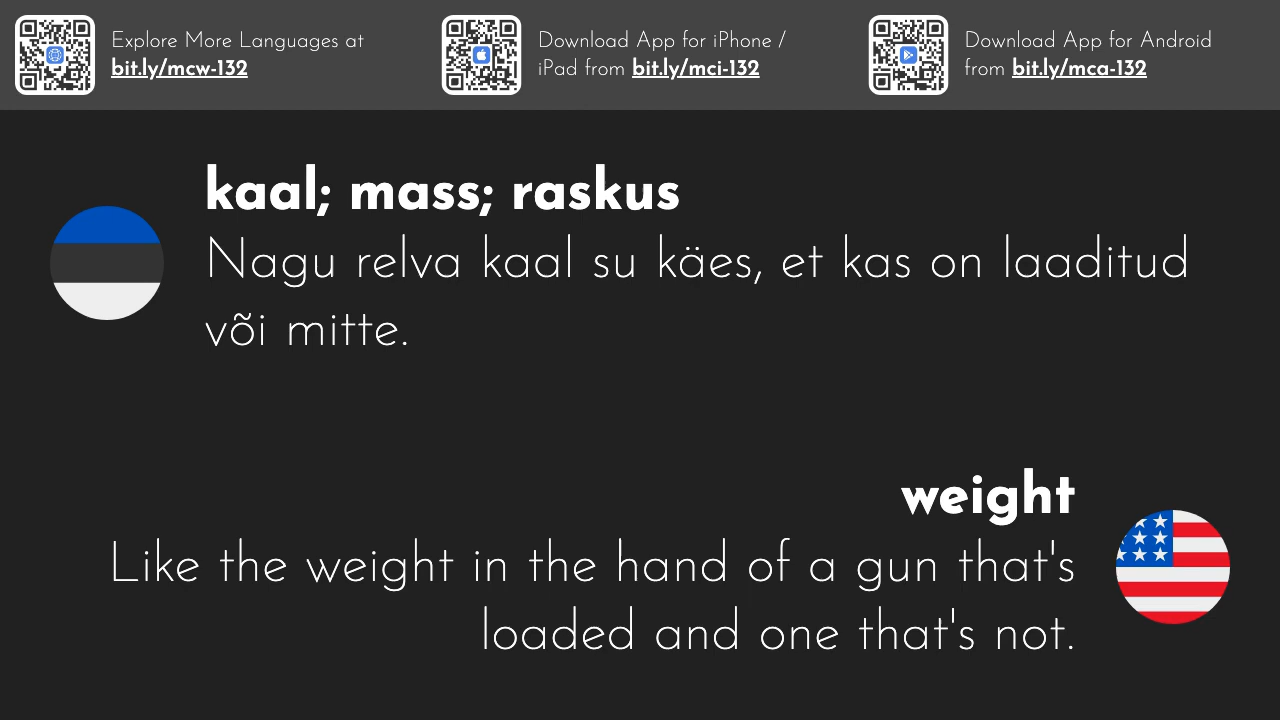 Explore More Languages at
bit.ly/mcw-132
Download App for iPhone /
iPad from bit.ly/mci-132
Download App for Android
from bit.ly/mca-132
kaal; mass; raskus
Nagu relva kaal su käes, et kas on laaditud
või mitte.
weight
Like the weight in the hand of a gun that's
loaded and one that's not.